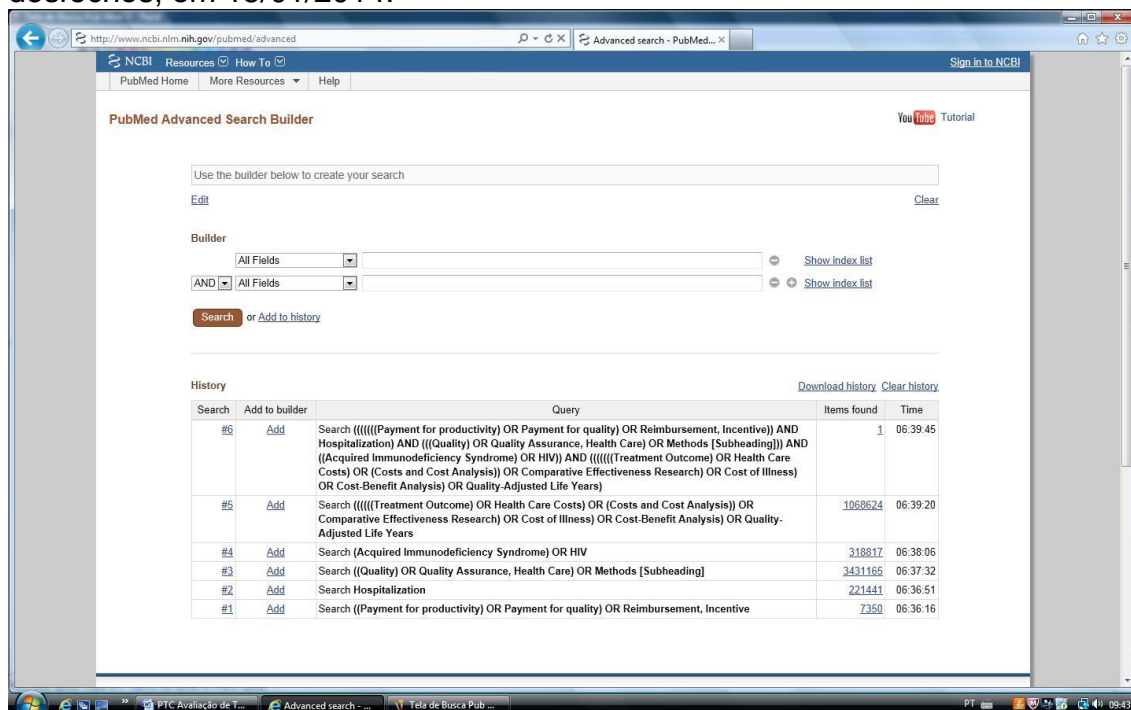 desfechos, em 15/01/2014.
http://www.ncbi.nlm.nih.gov/pubmed/advanced
Advanced search - PubMed...
NCBI Resources How To
Sign in to NCBI
PubMed Home More Resources Help
PubMed Advanced Search Builder
You Tube Tutorial
Use the builder below to create your search
Edit
Clear
Builder
All Fields
Show index list
AND All Fields
Show index list
Search or Add to history
History
Download history Clear history
Search Add to builder Query Items found Time
#6 Add Search (((((((Payment for productivity) OR Payment for quality) OR Reimbursement, Incentive)) AND 1 06:39:45
Hospitalization) AND (((Quality) OR Quality Assurance, Health Care) OR Methods [Subheading])) AND
((Acquired Immunodeficiency Syndrome) OR HIV)) AND (((((((Treatment Outcome) OR Health Care
Costs) OR (Costs and Cost Analysis)) OR Comparative Effectiveness Research) OR Cost of Illness)
OR Cost-Benefit Analysis) OR Quality-Adjusted Life Years)
#5 Add Search ((((((Treatment Outcome) OR Health Care Costs) OR (Costs and Cost Analysis)) OR 1068624 06:39:20
Comparative Effectiveness Research) OR Cost of Illness) OR Cost-Benefit Analysis) OR Quality-
Adjusted Life Years
#4 Add Search (Acquired Immunodeficiency Syndrome) OR HIV 318817 06:38:06
#3 Add Search ((Quality) OR Quality Assurance, Health Care) OR Methods [Subheading] 3431165 06:37:32
#2 Add Search Hospitalization 221441 06:36:51
#1 Add Search ((Payment for productivity) OR Payment for quality) OR Reimbursement, Incentive 7350 06:36:16
PTC Avaliação de T... Advanced search - ... Tela de Busca Pub ... PT 09:43